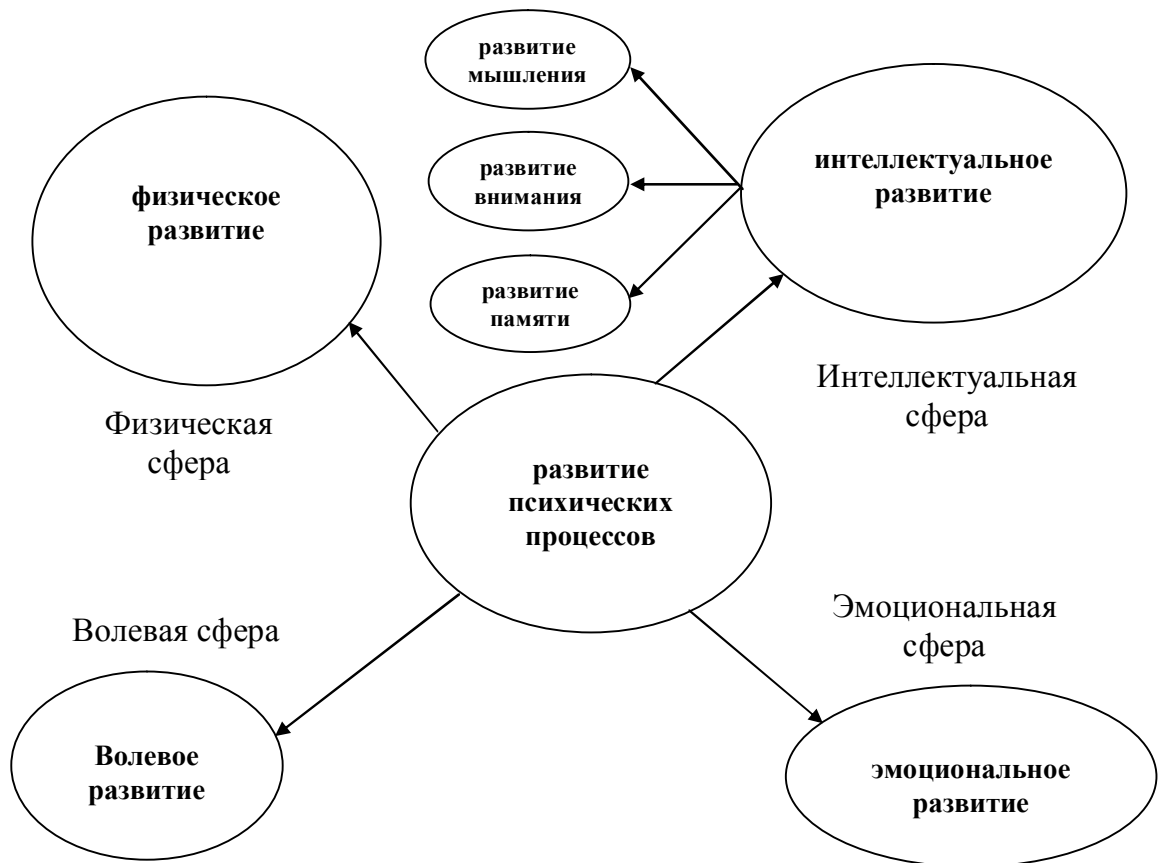 развитие
мышления
физическое
развитие
развитие
внимания
интеллектуальное
развитие
развитие
памяти
Физическая
сфера
Интеллектуальная
сфера
развитие
психических
процессов
Волевая сфера
Эмоциональная
сфера
Волевое
развитие
эмоциональное
развитие